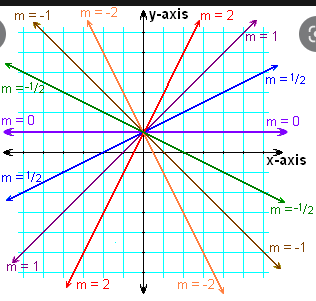 m = -1
m = -2
y-axis
m = 2
m = 1
m = 1/2
m =-1/2
m = 0
m = 0
x-axis
m = 1/2
m =-1/2
m = -1
m = 1
m = 2
m = -2